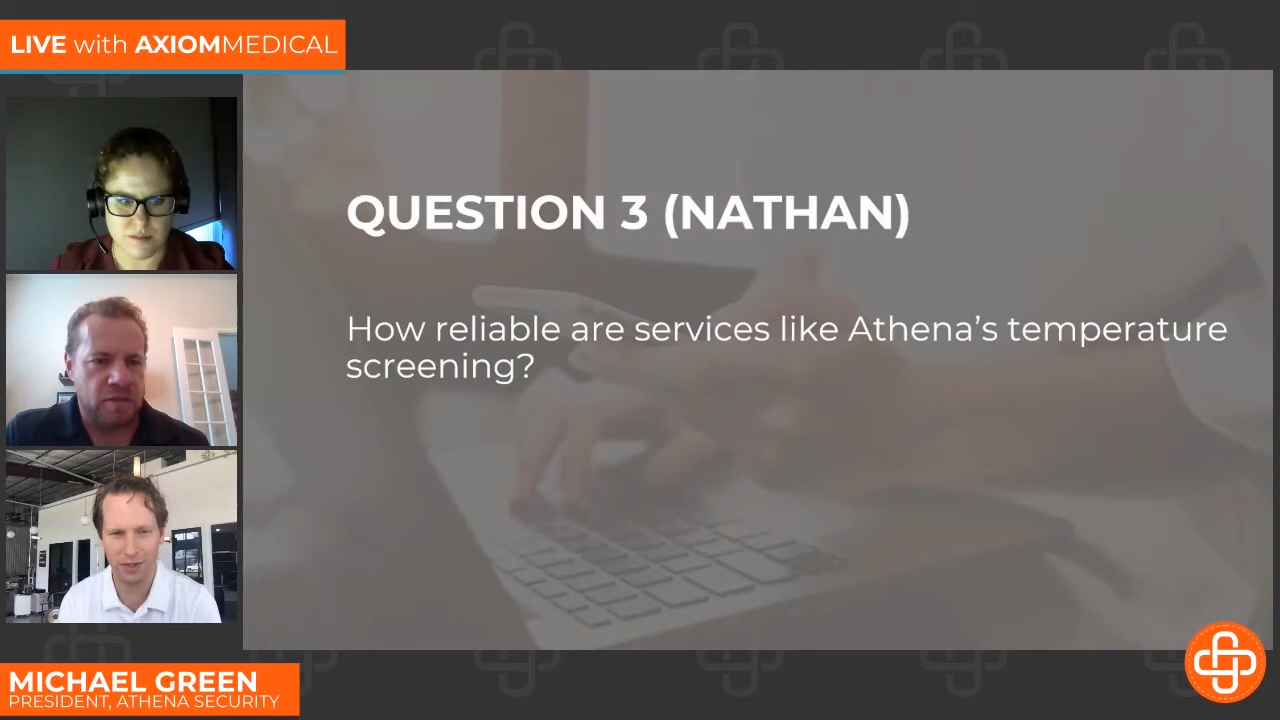 LIVE with AXIOMMEDICAL
QUESTION 3 (NATHAN)
How reliable are services like Athena’s temperature
screening?
MICHAEL GREEN
PRESIDENT, ATHENA SECURITY